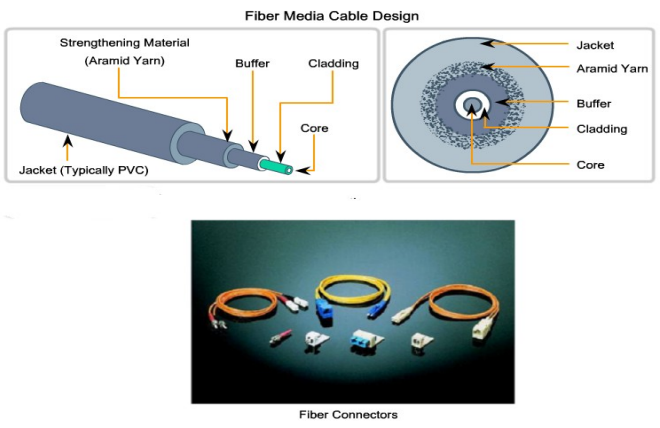 Fiber Media Cable Design
Strengthening Material
(Aramid Yarn)
Buffer
Cladding
Core
Jacket (Typically PVC)
Jacket
Aramid Yarn
Buffer
Cladding
Core
Fiber Connectors